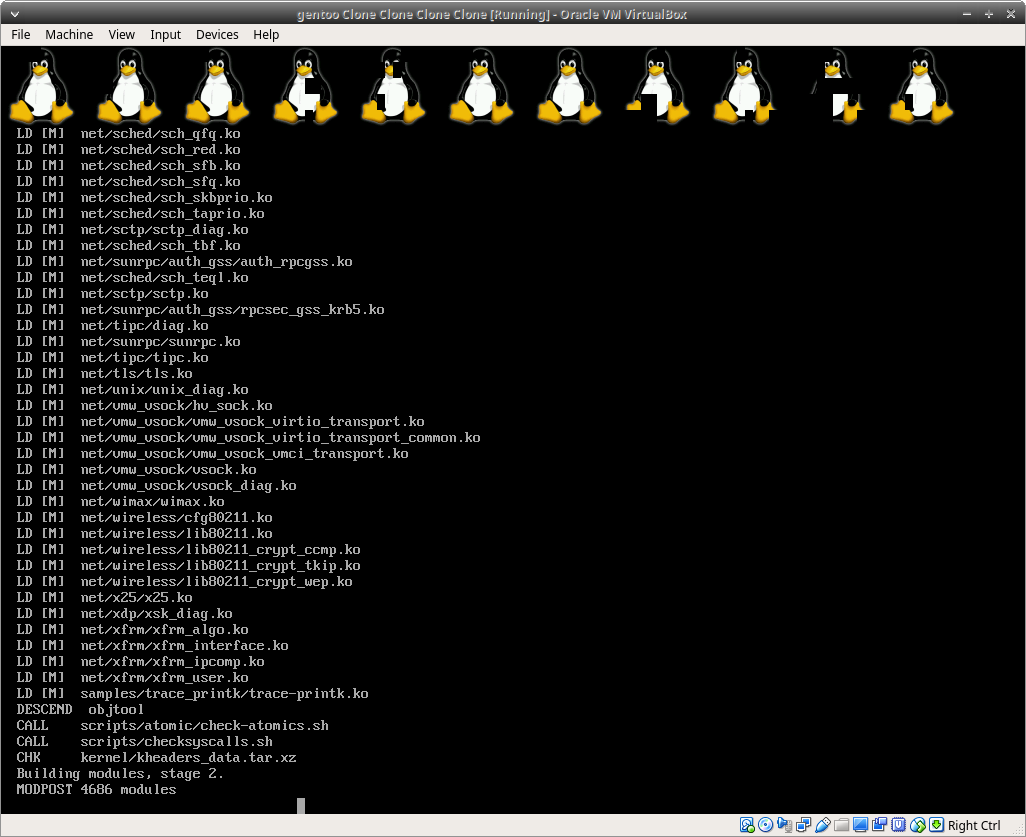 gentoo Clone Clone Clone Clone [Running] - Oracle VM VirtualBox
File Machine View Input Devices Help
LD [M] net/sched/sch_qfq.ko
LD [M] net/sched/sch_red.ko
LD [M] net/sched/sch_sfb.ko
LD [M] net/sched/sch_sfq.ko
LD [M] net/sched/sch_skbprio.ko
LD [M] net/sched/sch_taprio.ko
LD [M] net/sctp/sctp_diag.ko
LD [M] net/sched/sch_tbf.ko
LD [M] net/sunrpc/auth_gss/auth_rpcgss.ko
LD [M] net/sched/sch_teql.ko
LD [M] net/sctp/sctp.ko
LD [M] net/sunrpc/auth_gss/rpcsec_gss_krb5.ko
LD [M] net/tipc/diag.ko
LD [M] net/sunrpc/sunrpc.ko
LD [M] net/tipc/tipc.ko
LD [M] net/tls/tls.ko
LD [M] net/unix/unix_diag.ko
LD [M] net/vmw_vsock/hv_sock.ko
LD [M] net/vmw_vsock/vmw_vsock_virtio_transport.ko
LD [M] net/vmw_vsock/vmw_vsock_virtio_transport_common.ko
LD [M] net/vmw_vsock/vmw_vsock_vmci_transport.ko
LD [M] net/vmw_vsock/vsock.ko
LD [M] net/vmw_vsock/vsock_diag.ko
LD [M] net/wimax/wimax.ko
LD [M] net/wireless/cfg80211.ko
LD [M] net/wireless/lib80211.ko
LD [M] net/wireless/lib80211_crypt_ccmp.ko
LD [M] net/wireless/lib80211_crypt_tkip.ko
LD [M] net/wireless/lib80211_crypt_wep.ko
LD [M] net/x25/x25.ko
LD [M] net/xdp/xsk_diag.ko
LD [M] net/xfrm/xfrm_algo.ko
LD [M] net/xfrm/xfrm_interface.ko
LD [M] net/xfrm/xfrm_ipcomp.ko
LD [M] net/xfrm/xfrm_user.ko
LD [M] samples/trace_printk/trace-printk.ko
DESCEND objtool
CALL scripts/atomic/check-atomics.sh
CALL scripts/checksyscalls.sh
CHK kernel/kheaders_data.tar.xz
Building modules, stage 2.
MODPOST 4686 modules
Right Ctrl